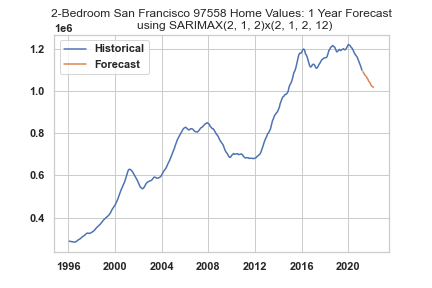 2-Bedroom San Francisco 97558 Home Values: 1 Year Forecast
using SARIMAX(2, 1, 2)x(2, 1, 2, 12)
1e6
Historical
Forecast
1.2
1.0
0.8
0.6
0.4
1996 2000 2004 2008 2012 2016 2020